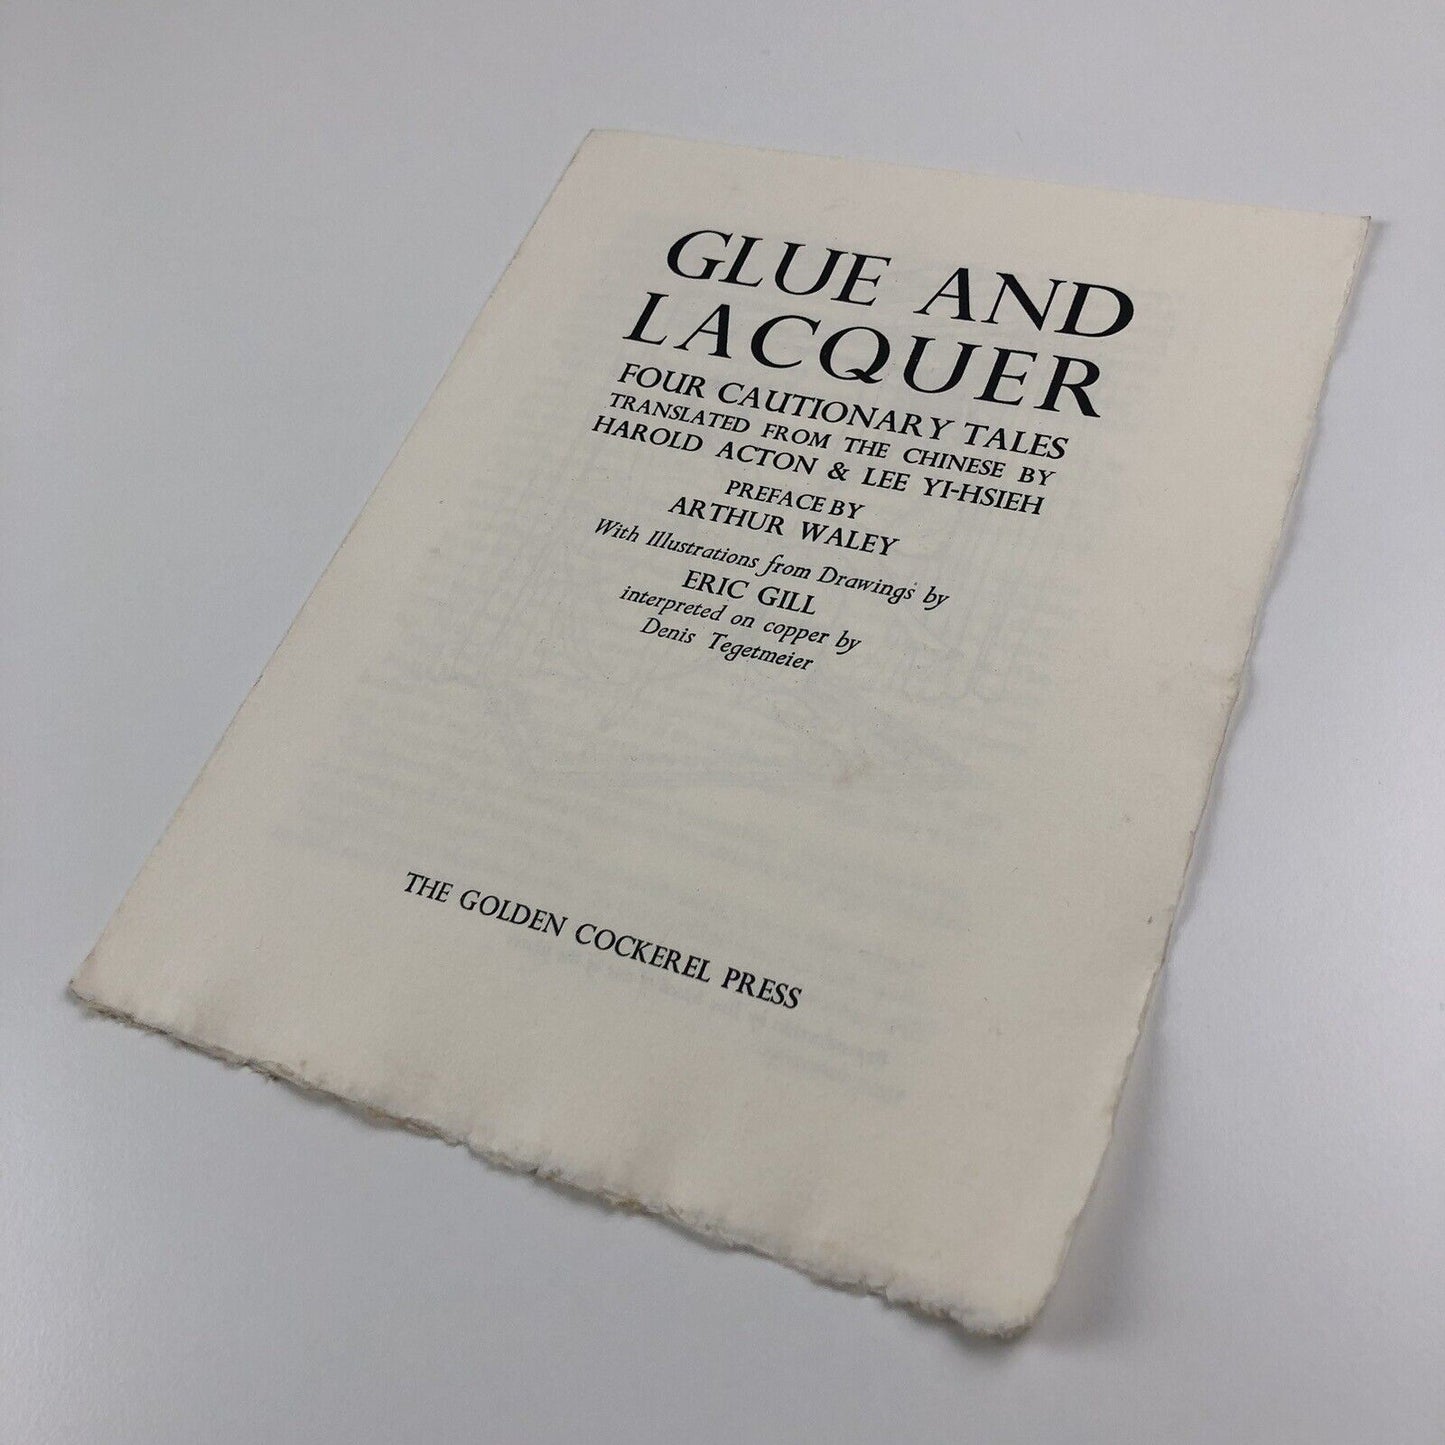 GLUE AND
LACQUER
FOUR CAUTIONARY TALES
TRANSLATED FROM THE CHINESE BY
HAROLD ACTON & LEE YI-HSIEH
PREFACE BY
ARTHUR WALEY
With Illustrations from Drawings by
ERIC GILL
interpreted on copper by
Denis Tegetmeier
THE GOLDEN COCKEREL PRESS